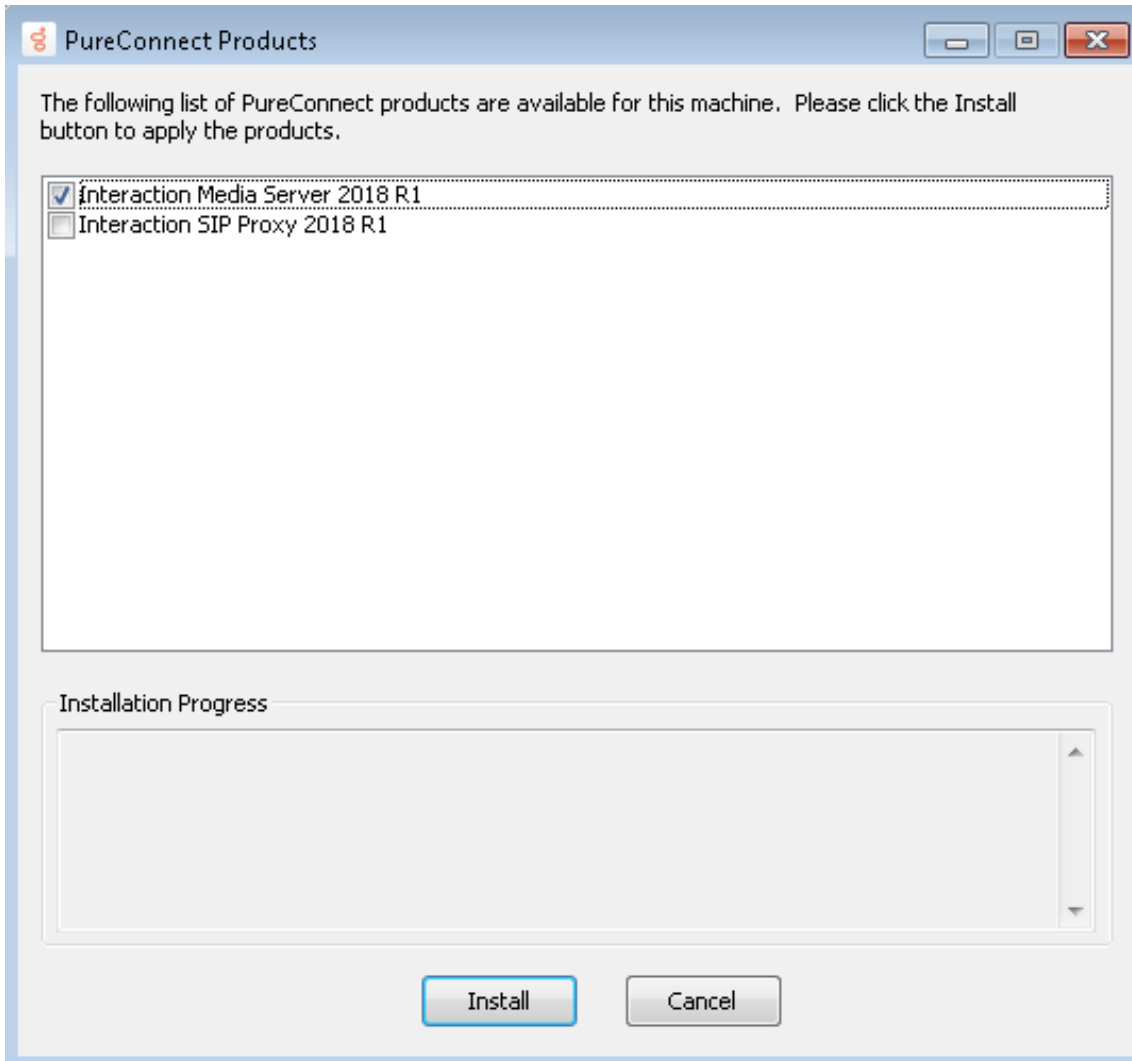 PureConnect Products
The following list of PureConnect products are available for this machine.  Please click the Install
button to apply the products.
Interaction Media Server 2018 R1
Interaction SIP Proxy 2018 R1
Installation Progress
Install
Cancel